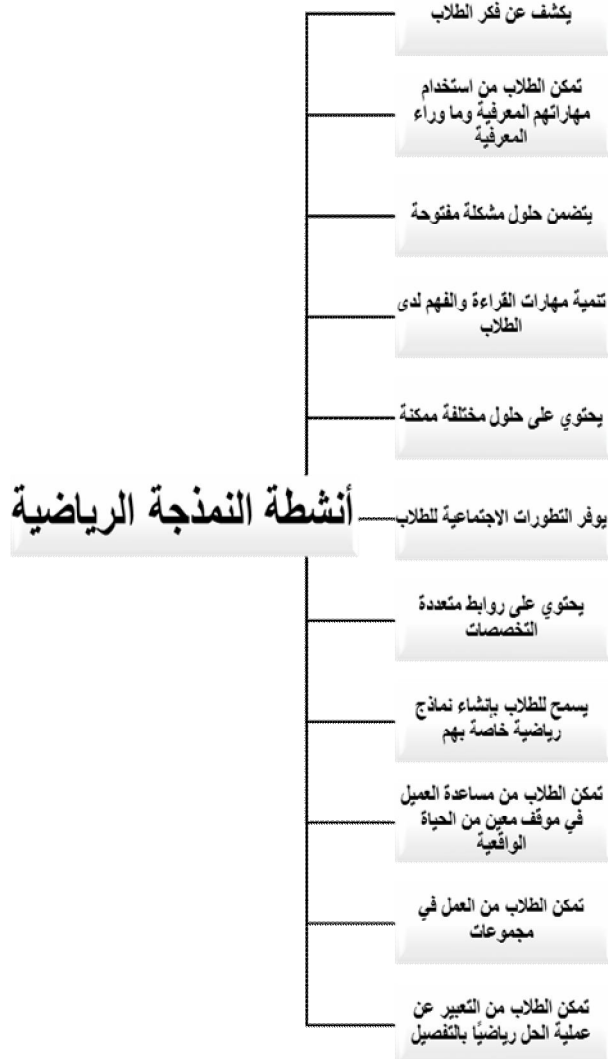 يكشف عن فكر الطلاب
تمكن الطلاب من استخدام
مهاراتهم المعرفية وما وراء
المعرفية
يتضمن حلول مشكلة مفتوحة
تنمية مهارات القراءة والفهم لدى
الطلاب
يحتوي على حلول مختلفة ممكنة
أنشطة النمذجة الرياضية
يوفر التطورات الاجتماعية للطلاب
يحتوي على روابط متعددة
التخصصات
يسمح للطلاب بإنشاء نماذج
رياضية خاصة بهم
تمكن الطلاب من مساعدة العميل
في موقف معين من الحياة
الواقعية
تمكن الطلاب من العمل في
مجموعات
تمكن الطلاب من التعبير عن
عملية الحل رياضيًا بالتفصيل